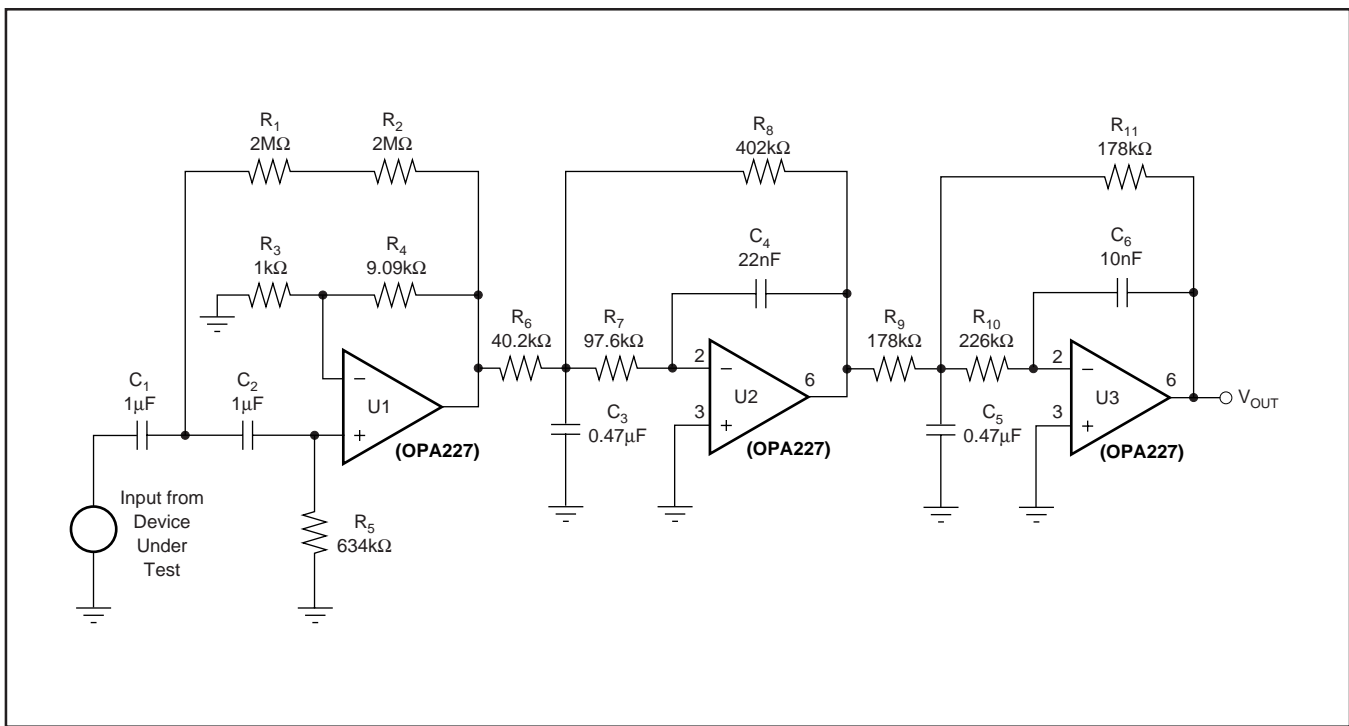 R1
2MΩ
R2
2MΩ
R3
1kΩ
R4
9.09kΩ
C1
1µF
C2
1µF
−
+
U1
(OPA227)
R5
634kΩ
Input from
Device
Under
Test
R6
40.2kΩ
R7
97.6kΩ
R8
402kΩ
C4
22nF
C3
0.47µF
2
−
3
+
6
U2
(OPA227)
R9
178kΩ
R10
226kΩ
R11
178kΩ
C6
10nF
C5
0.47µF
2
−
3
+
6
U3
(OPA227)
VOUT